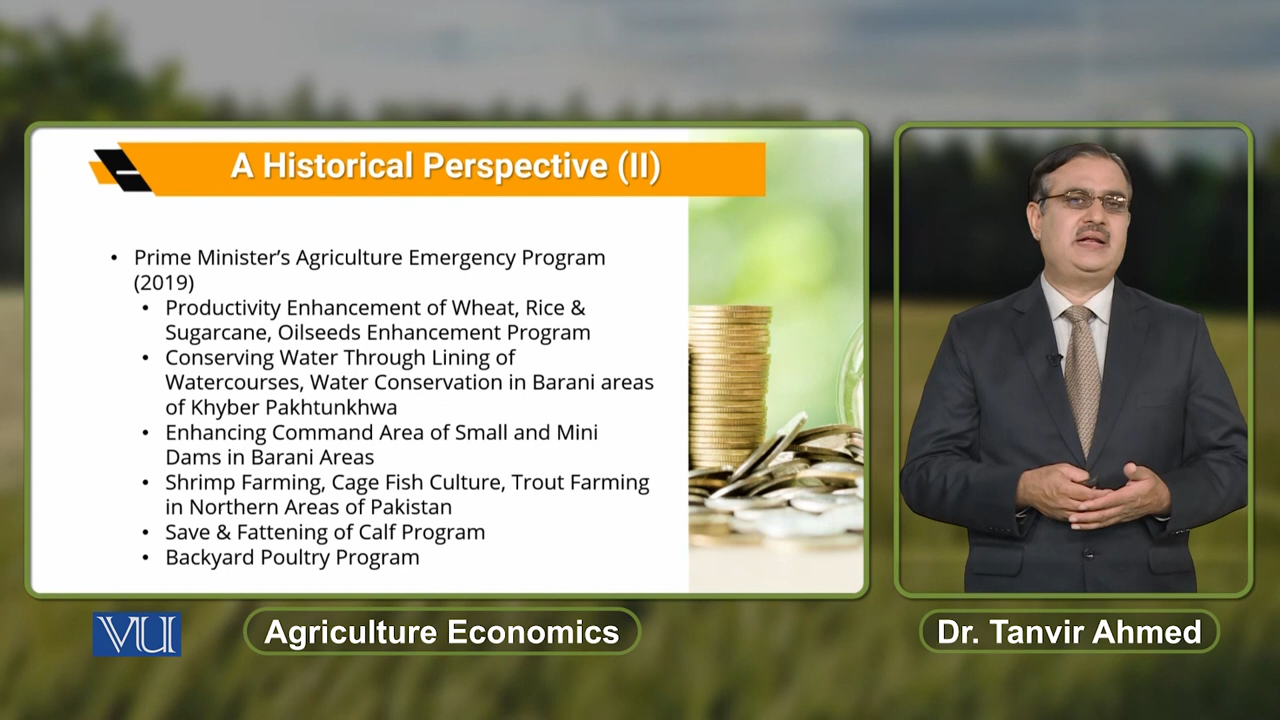 A Historical Perspective (II)
• Prime Minister's Agriculture Emergency Program
(2019)
• Productivity Enhancement of Wheat, Rice &
Sugarcane, Oilseeds Enhancement Program
• Conserving Water Through Lining of
Watercourses, Water Conservation in Barani areas
of Khyber Pakhtunkhwa
• Enhancing Command Area of Small and Mini
Dams in Barani Areas
• Shrimp Farming, Cage Fish Culture, Trout Farming
in Northern Areas of Pakistan
• Save & Fattening of Calf Program
• Backyard Poultry Program
VU
Agriculture Economics
Dr. Tanvir Ahmed